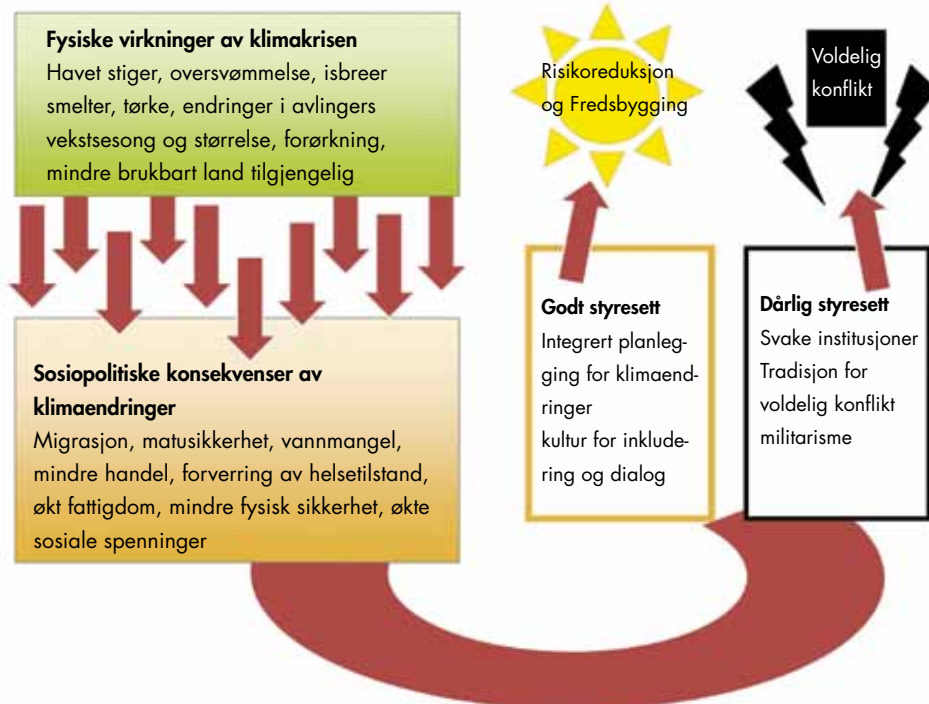 Fysiske virkninger av klimakrisen
Havet stiger, oversvømmelse, isbreer
smelter, tørke, endringer i avlingers
vekstsesong og størrelse, forørkning,
mindre brukbart land tilgjengelig
Sosiopolitiske konsekvenser av
klimaendringer
Migrasjon, matusikkerhet, vannmangel,
mindre handel, forverring av helsetilstand,
økt fattigdom, mindre fysisk sikkerhet, økte
sosiale spenninger
Risikoreduksjon
og Fredsbygging
Godt styresett
Integrert planleg-
ging for klimaend-
ringer
kultur for inklude-
ring og dialog
Voldelig
konflikt
Dårlig styresett
Svake institusjoner
Tradisjon for
voldelig konflikt
militarisme